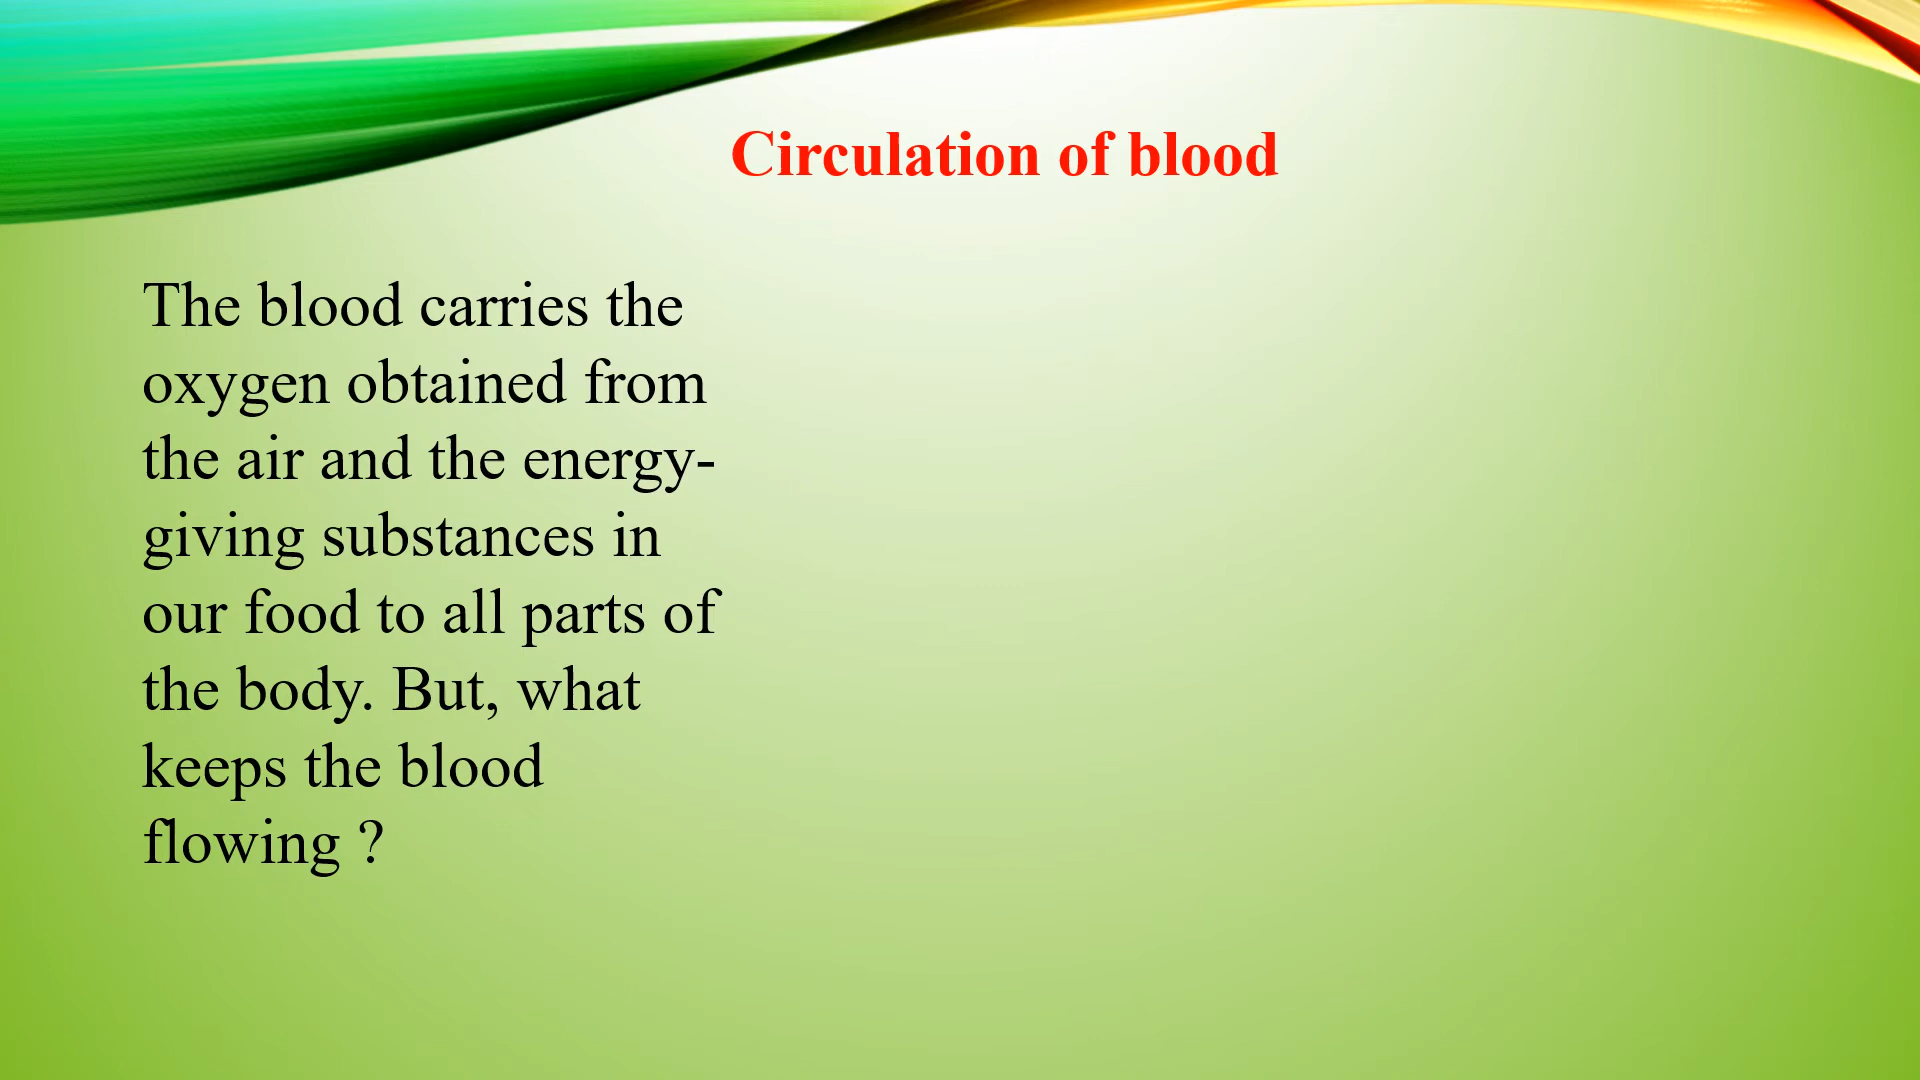 Circulation of blood
The blood carries the
oxygen obtained from
the air and the energy-
giving substances in
our food to all parts of
the body. But, what
keeps the blood
flowing ?